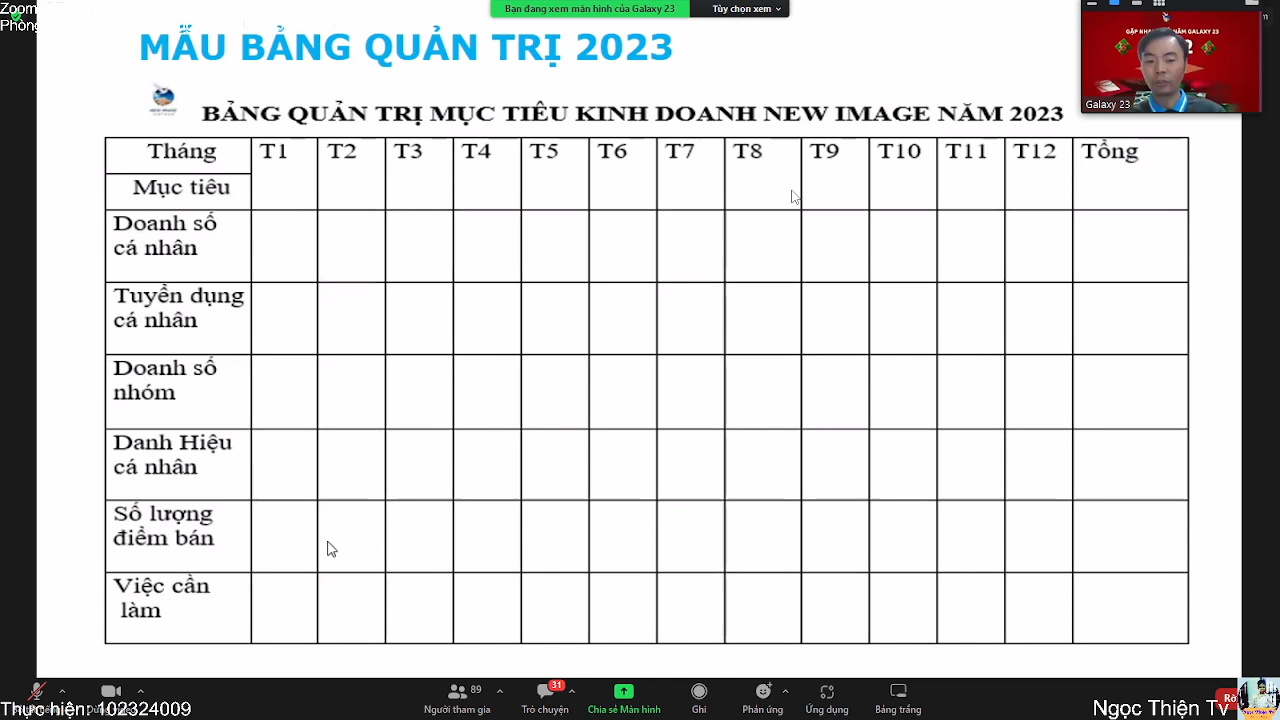 Zoom
Bạn đang xem màn hình của Galaxy 23
Tùy chọn xem
MẪU BẢNG QUẢN TRỊ 2023
GẶP
GALAXY 23
Galaxy 23
BẢNG QUẢN TRỊ MỤC TIÊU KINH DOANH NEW IMAGE NĂM 2023
Tháng T1 T2 T3 T4 T5 T6 T7 T8 T9 T10 T11 T12 Tổng
Mục tiêu
Doanh số
cá nhân
Tuyển dụng
cá nhân
Doanh số
nhóm
Danh Hiệu
cá nhân
Số lượng
điểm bán
Việc cần
làm
89
31
Người tham gia
Trò chuyện
Chia sẻ Màn hình
Ghi
Phản ứng
Ứng dụng
Bảng trắng
Thực hiện: 102324009
Ngọc Thiện TV